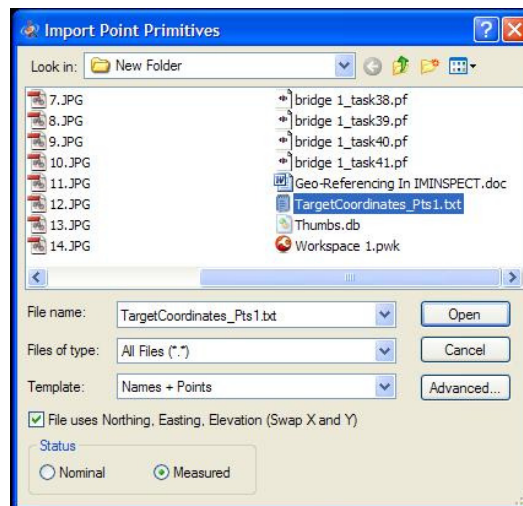 Import Point Primitives
Look in: New Folder
7.JPG
8.JPG
9.JPG
10.JPG
11.JPG
12.JPG
13.JPG
14.JPG
bridge 1_task38.pf
bridge 1_task39.pf
bridge 1_task40.pf
bridge 1_task41.pf
Geo-Referencing In IMINSPECT.doc
TargetCoordinates_Pts1.txt
Thumbs.db
Workspace 1.pwk
File name: TargetCoordinates_Pts1.txt Open
Files of type: All Files (*.*) Cancel
Template: Names + Points Advanced...
File uses Northing, Easting, Elevation (Swap X and Y)
Status
Nominal Measured